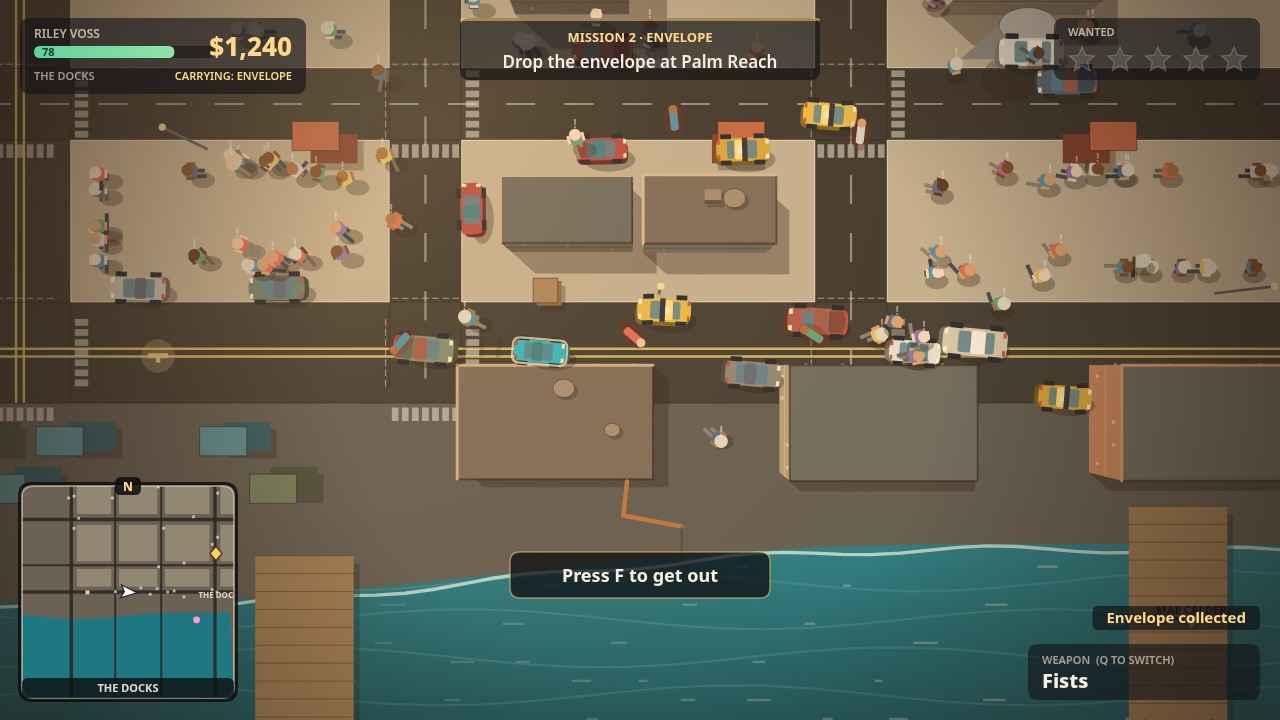 RILEY VOSS
78
$1,240
THE DOCKS
CARRYING: ENVELOPE
MISSION 2 · ENVELOPE
Drop the envelope at Palm Reach
WANTED
Press F to get out
N
THE DOC
THE DOCKS
Envelope collected
WEAPON (Q TO SWITCH)
Fists